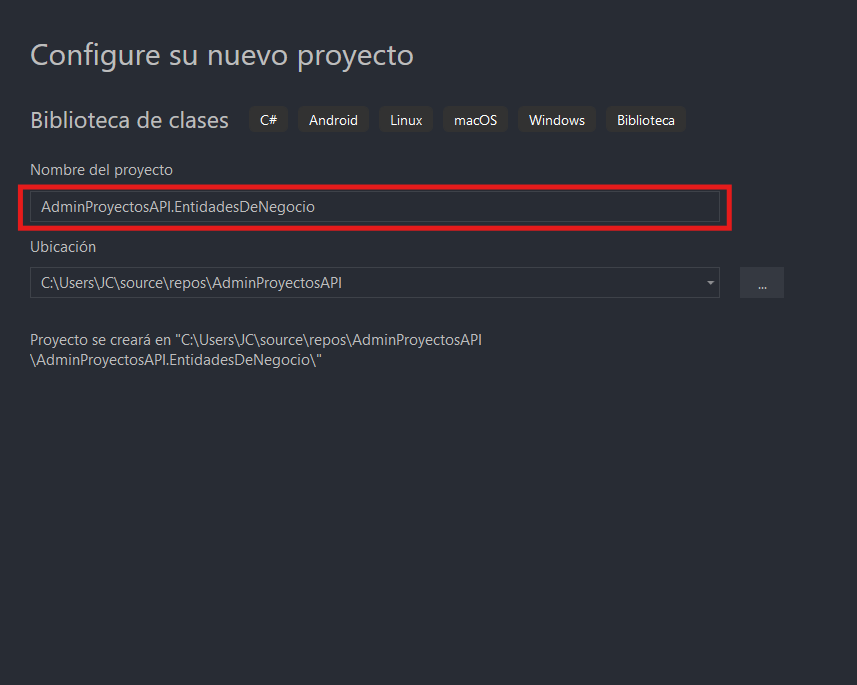 Configure su nuevo proyecto
Biblioteca de clases C# Android Linux macOS Windows Biblioteca
Nombre del proyecto
AdminProyectosAPI.EntidadesDeNegocio
Ubicación
C:\Users\JC\source\repos\AdminProyectosAPI
...
Proyecto se creará en "C:\Users\JC\source\repos\AdminProyectosAPI
\AdminProyectosAPI.EntidadesDeNegocio\"